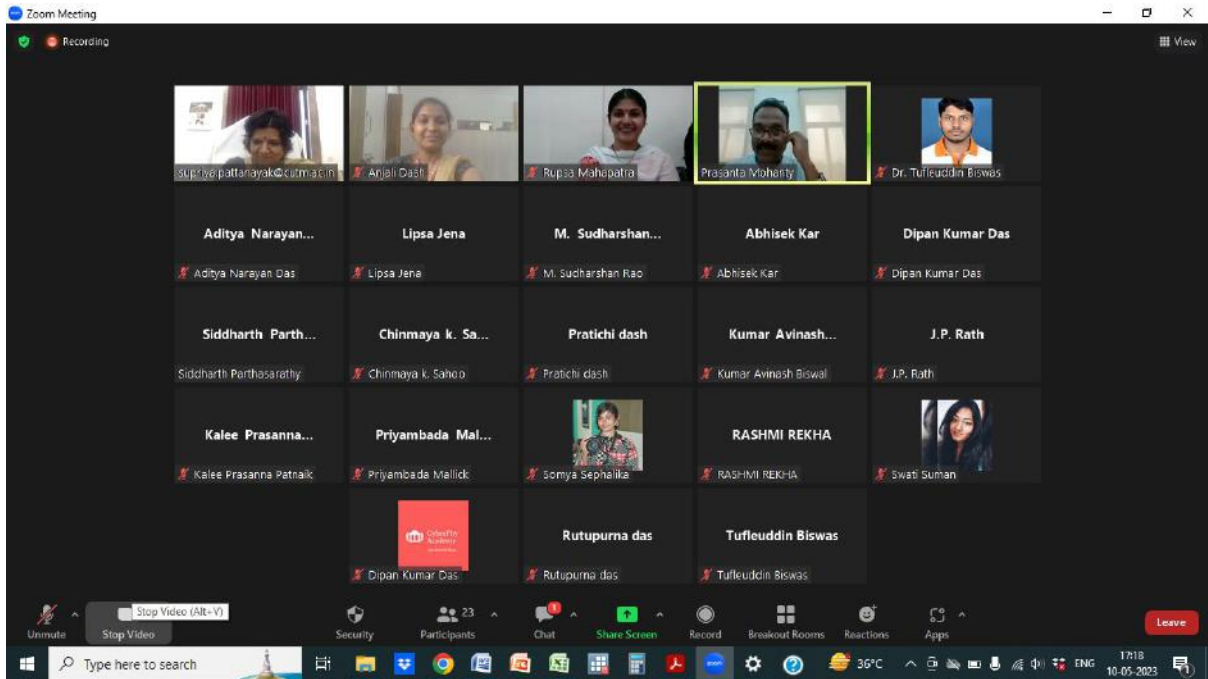 Zoom Meeting
Recording
View
supriya.pattanayak@cutm.ac.in
Anjali Dash
Rupsa Mahapatra
Prasanta Mohanty
Dr. Tufleuddin Biswas
Aditya Narayan...
Lipsa Jena
M. Sudharshan...
Abhisek Kar
Dipan Kumar Das
Aditya Narayan Das
Lipsa Jena
M. Sudharshan Rao
Abhisek Kar
Dipan Kumar Das
Siddharth Parth...
Chinmaya k. Sa...
Pratichi dash
Kumar Avinash...
J.P. Rath
Siddharth Parthasarathy
Chinmaya k. Sahoo
Pratichi dash
Kumar Avinash Biswal
J.P. Rath
Kalee Prasanna...
Priyambada Mal...
RASHMI REKHA
Kalee Prasanna Patnaik
Priyambada Mallick
Somya Sephalika
RASHMI REKHA
Swati Suman
Academy
Rutupurna das
Tufleuddin Biswas
Dipan Kumar Das
Rutupurna das
Tufleuddin Biswas
Stop Video (Alt+V)
23
1
Unmute
Stop Video
Security
Participants
Chat
Share Screen
Record
Breakout Rooms
Reactions
Apps
Leave
Type here to search
36°C
ENG
17:18
10-05-2023